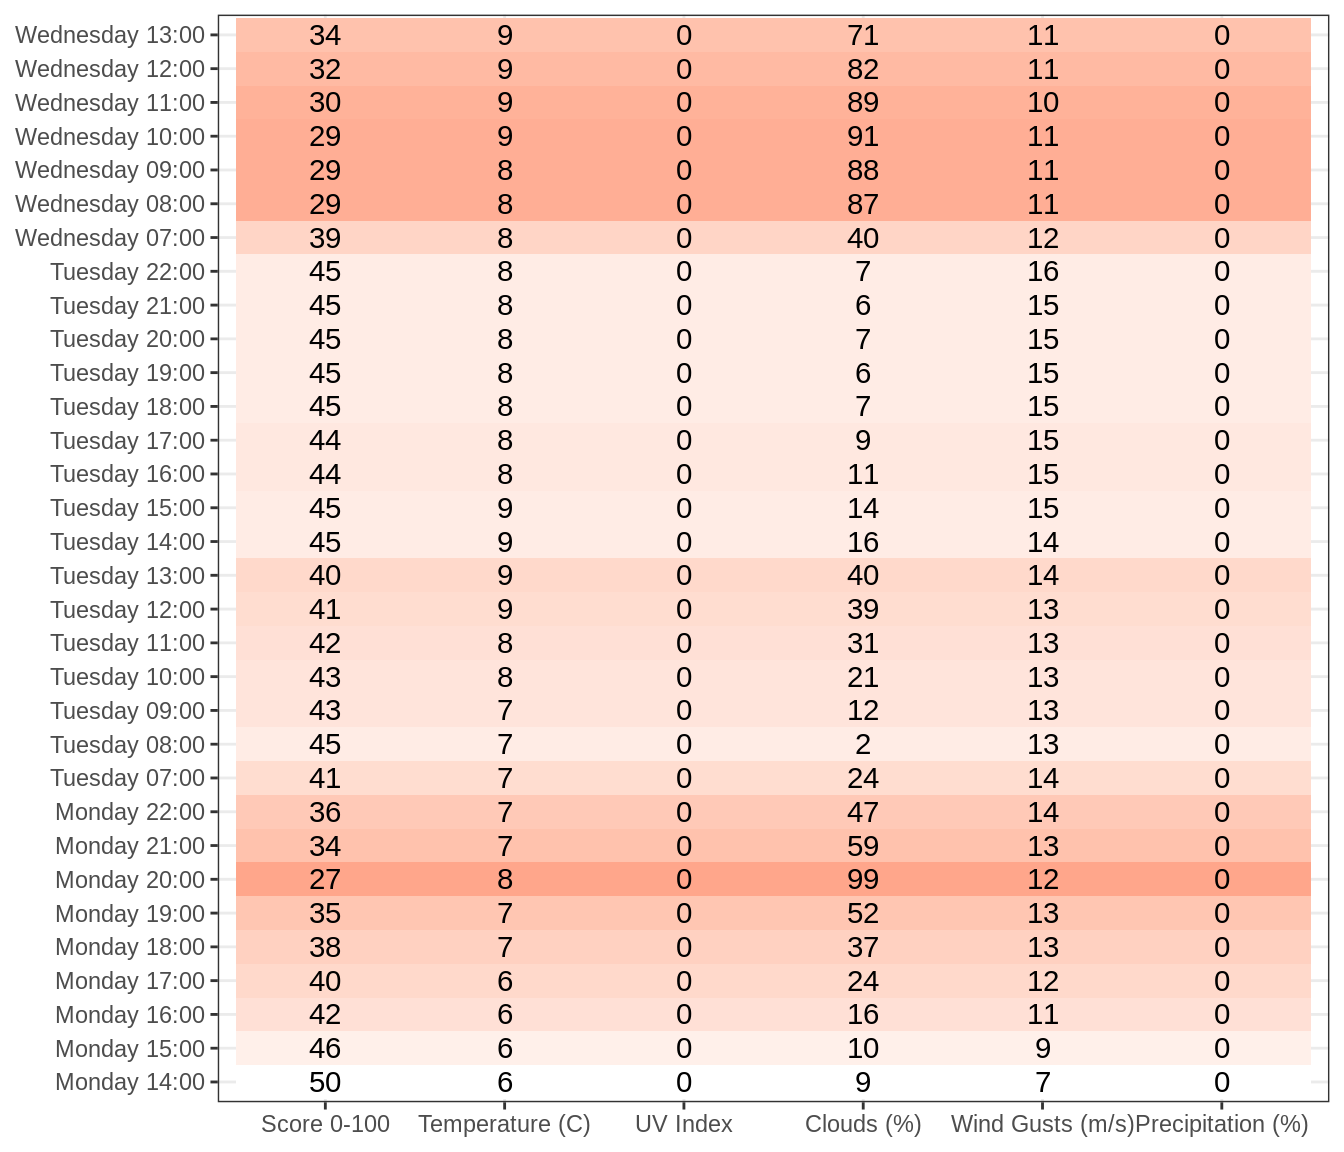 Wednesday 13:00 34 9 0 71 11 0
Wednesday 12:00 32 9 0 82 11 0
Wednesday 11:00 30 9 0 89 10 0
Wednesday 10:00 29 9 0 91 11 0
Wednesday 09:00 29 8 0 88 11 0
Wednesday 08:00 29 8 0 87 11 0
Wednesday 07:00 39 8 0 40 12 0
Tuesday 22:00 45 8 0 7 16 0
Tuesday 21:00 45 8 0 6 15 0
Tuesday 20:00 45 8 0 7 15 0
Tuesday 19:00 45 8 0 6 15 0
Tuesday 18:00 45 8 0 7 15 0
Tuesday 17:00 44 8 0 9 15 0
Tuesday 16:00 44 8 0 11 15 0
Tuesday 15:00 45 9 0 14 15 0
Tuesday 14:00 45 9 0 16 14 0
Tuesday 13:00 40 9 0 40 14 0
Tuesday 12:00 41 9 0 39 13 0
Tuesday 11:00 42 8 0 31 13 0
Tuesday 10:00 43 8 0 21 13 0
Tuesday 09:00 43 7 0 12 13 0
Tuesday 08:00 45 7 0 2 13 0
Tuesday 07:00 41 7 0 24 14 0
Monday 22:00 36 7 0 47 14 0
Monday 21:00 34 7 0 59 13 0
Monday 20:00 27 8 0 99 12 0
Monday 19:00 35 7 0 52 13 0
Monday 18:00 38 7 0 37 13 0
Monday 17:00 40 6 0 24 12 0
Monday 16:00 42 6 0 16 11 0
Monday 15:00 46 6 0 10 9 0
Monday 14:00 50 6 0 9 7 0
Score 0-100 Temperature (C) UV Index Clouds (%) Wind Gusts (m/s) Precipitation (%)